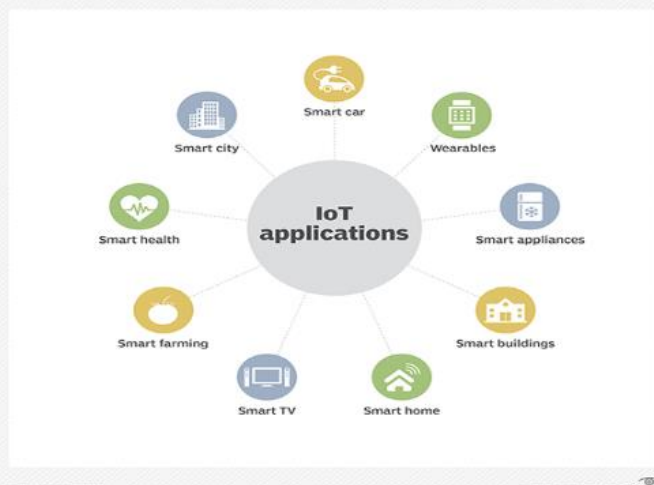 Smart car
Smart city
Wearables
IoT
applications
Smart health
Smart appliances
Smart farming
Smart buildings
Smart TV
Smart home